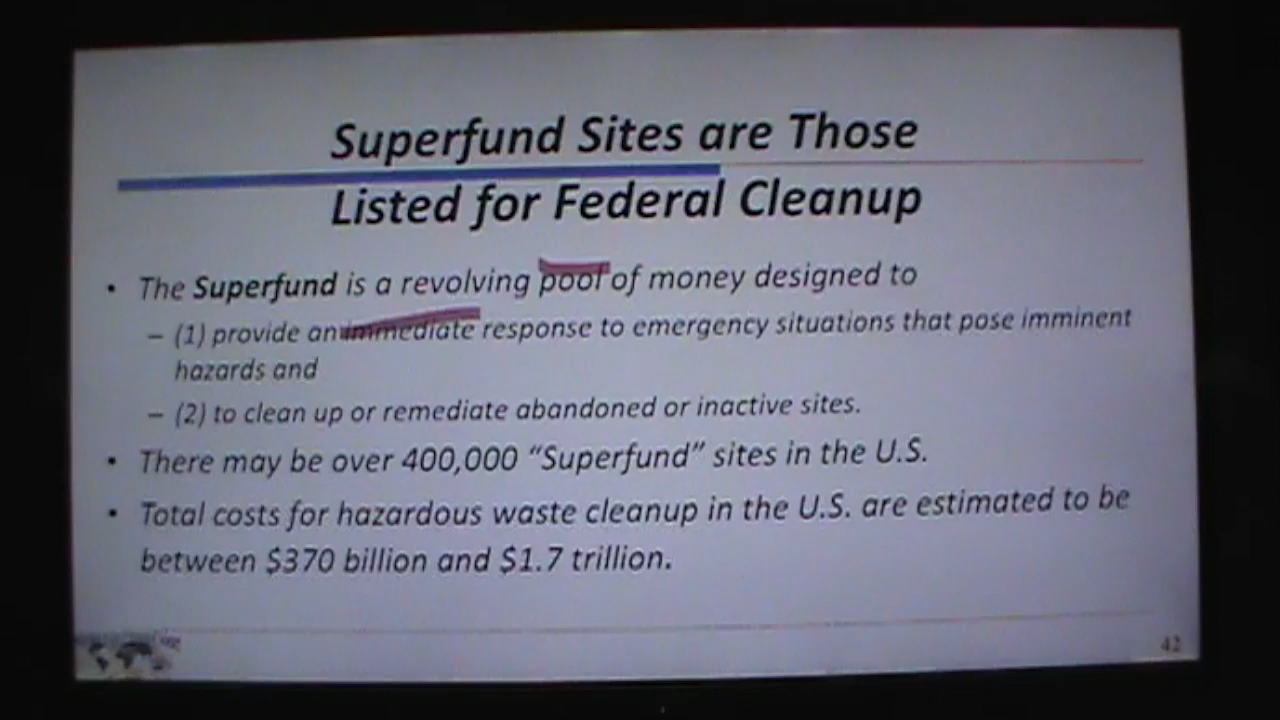 Superfund Sites are Those
Listed for Federal Cleanup
• The Superfund is a revolving pool of money designed to
– (1) provide an immediate response to emergency situations that pose imminent
hazards and
– (2) to clean up or remediate abandoned or inactive sites.
• There may be over 400,000 “Superfund” sites in the U.S.
• Total costs for hazardous waste cleanup in the U.S. are estimated to be
between $370 billion and $1.7 trillion.
42